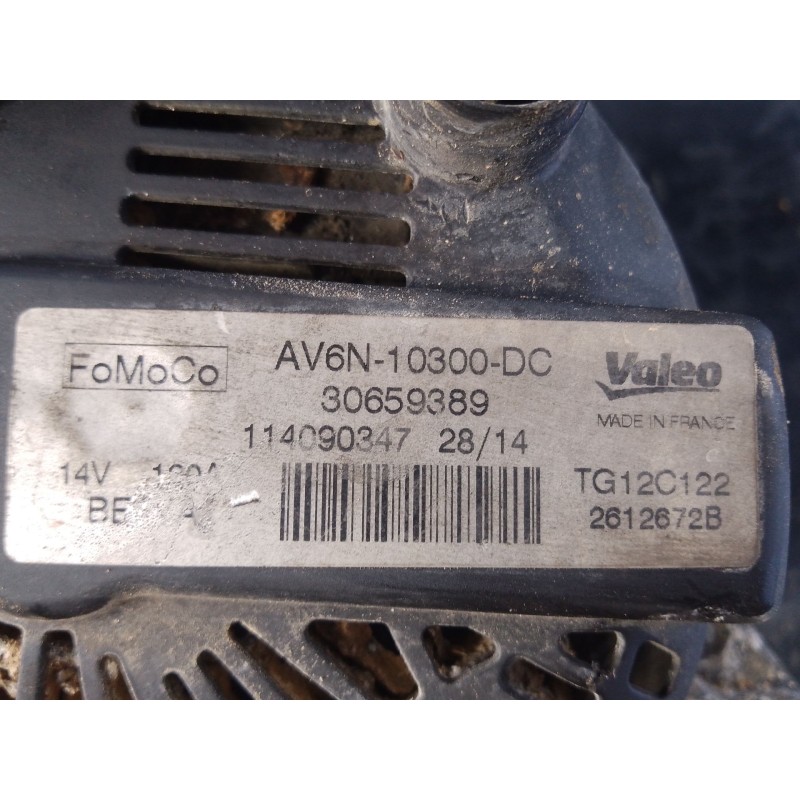 FoMoCo
AV6N-10300-DC
30659389
114090347 28/14
14V
Valeo
MADE IN FRANCE
TG12C122
2612672B